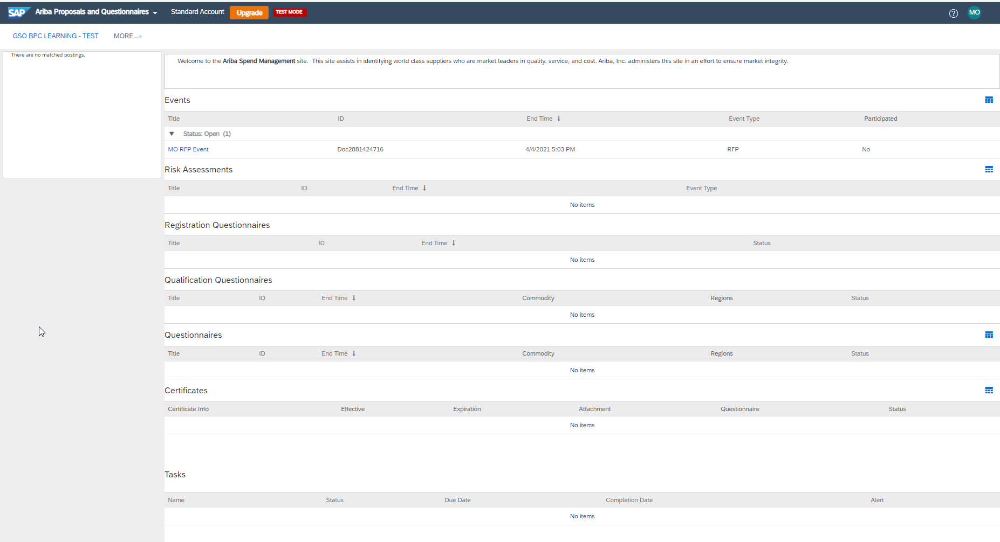 SAP Ariba Proposals and Questionnaires Standard Account Upgrade TEST MODE ? MO
GSO BPC LEARNING - TEST MORE...
There are no matched postings.
Welcome to the Ariba Spend Management site. This site assists in identifying world class suppliers who are market leaders in quality, service, and cost. Ariba, Inc. administers this site in an effort to ensure market integrity.
Events
Title ID End Time ↓ Event Type Participated
▼ Status: Open (1)
MO RFP Event Doc2881424716 4/4/2021 5:03 PM RFP No
Risk Assessments
Title ID End Time ↓ Event Type
No items
Registration Questionnaires
Title ID End Time ↓ Status
No items
Qualification Questionnaires
Title ID End Time ↓ Commodity Regions Status
No items
Questionnaires
Title ID End Time ↓ Commodity Regions Status
No items
Certificates
Certificate Info Effective Expiration Attachment Questionnaire Status
No items
Tasks
Name Status Due Date Completion Date Alert
No items